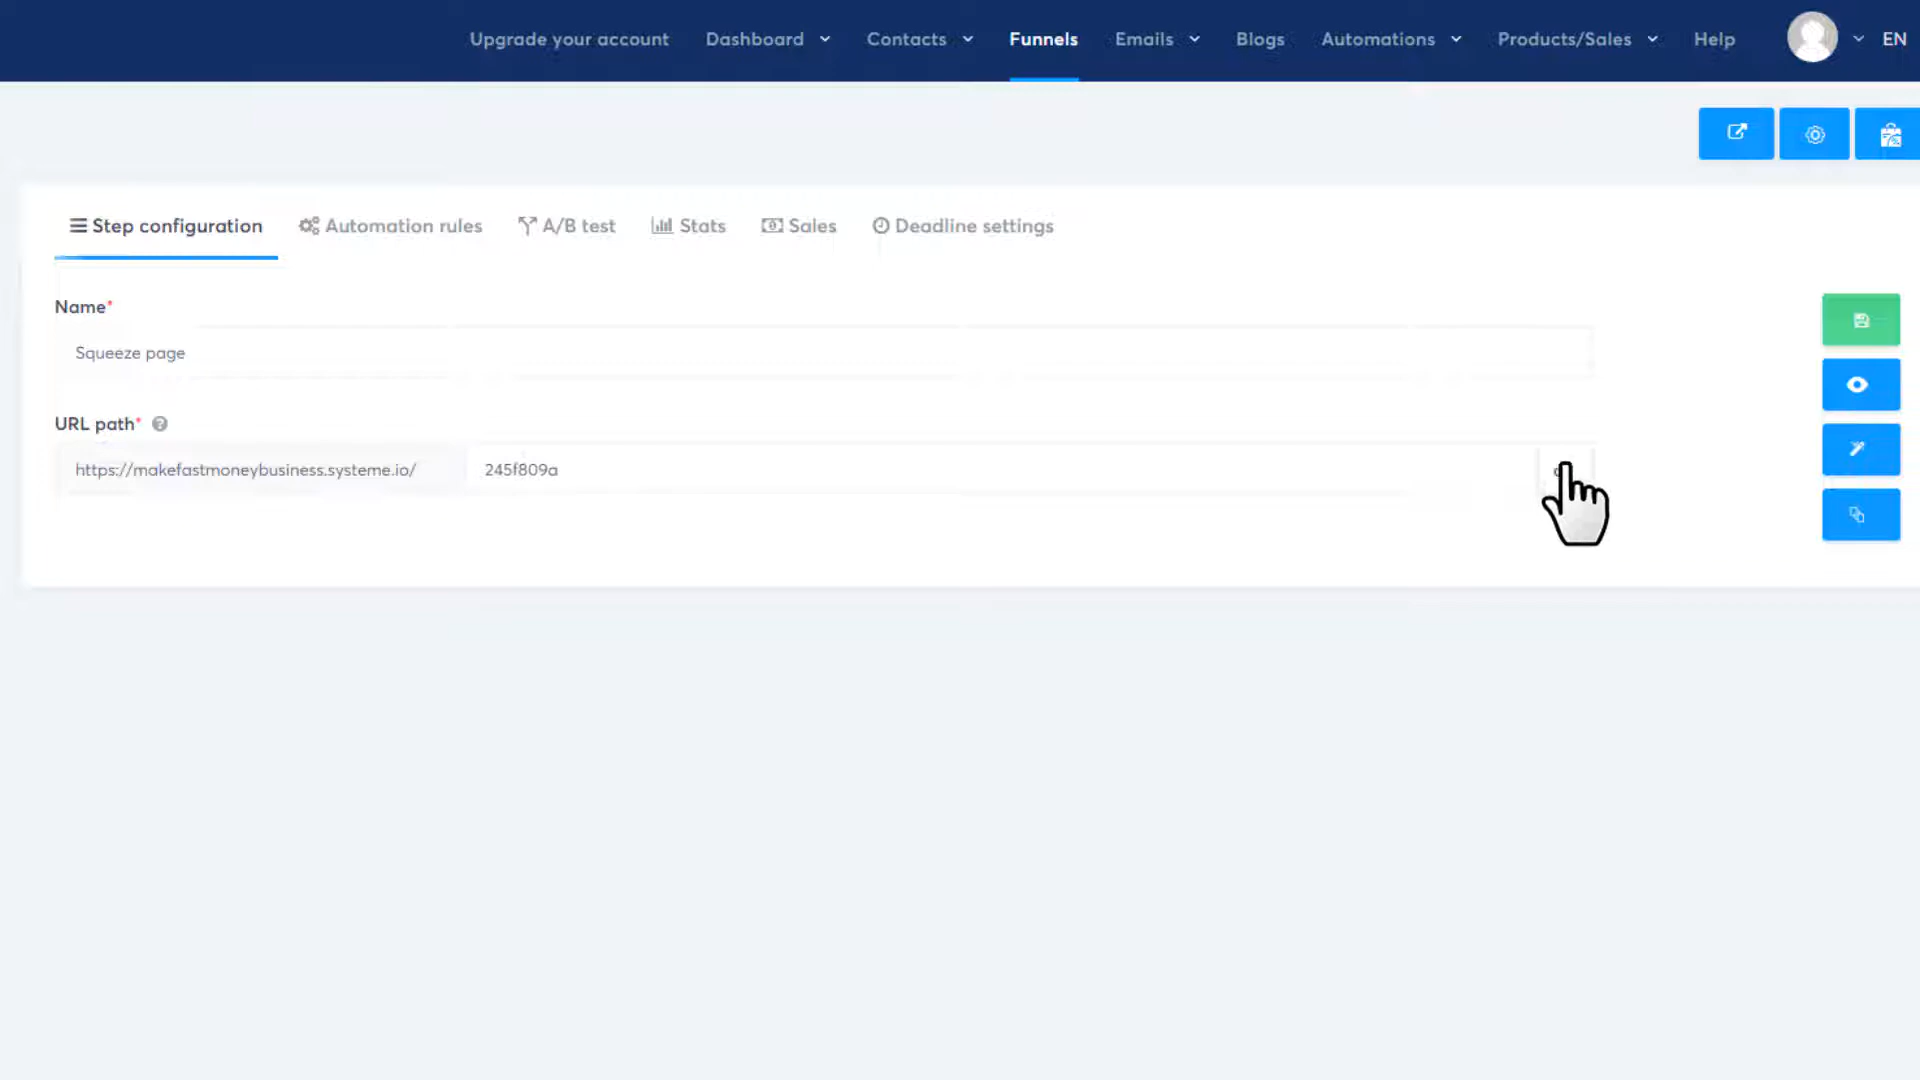 Upgrade your account Dashboard Contacts Funnels Emails Blogs Automations Products/Sales Help EN
Step configuration Automation rules A/B test Stats Sales Deadline settings
Name*
Squeeze page
URL path* ?
https://makefastmoneybusiness.systeme.io/ 245f809a